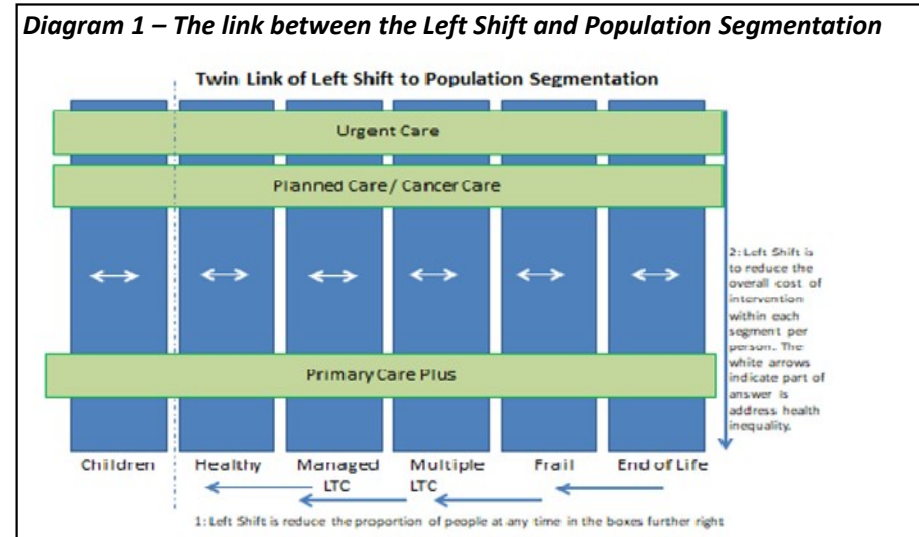 Diagram 1 – The link between the Left Shift and Population Segmentation
Twin Link of Left Shift to Population Segmentation
Urgent Care
Planned Care / Cancer Care
2: Left Shift is
to reduce the
overall cost of
intervention
within each
segment per
person. The
white arrows
indicate part of
answer is
address health
inequality.
Primary Care Plus
Children Healthy Managed Multiple Frail End of Life
LTC LTC
1: Left Shift is reduce the proportion of people at any time in the boxes further right